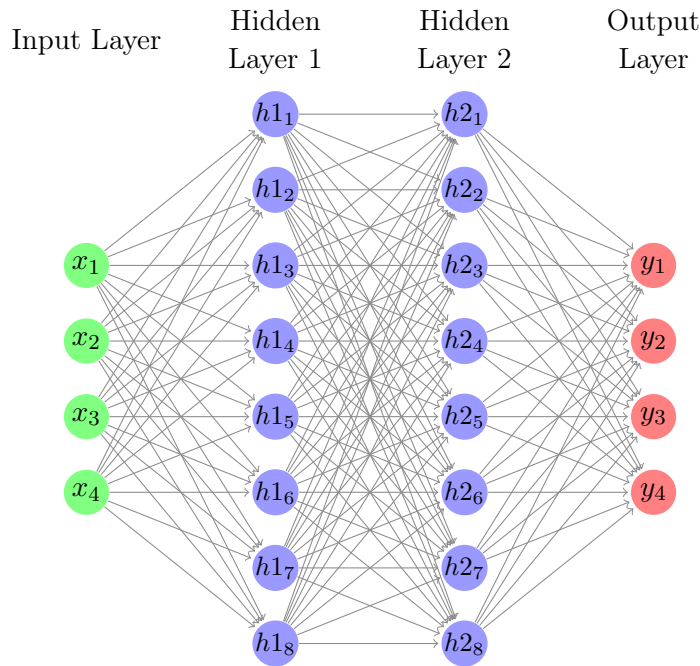 Input Layer
Hidden
Layer 1
Hidden
Layer 2
Output
Layer
h1₁
h2₁
h1₂
h2₂
x₁
h1₃
h2₃
y₁
x₂
h1₄
h2₄
y₂
x₃
h1₅
h2₅
y₃
x₄
h1₆
h2₆
y₄
h1₇
h2₇
h1₈
h2₈